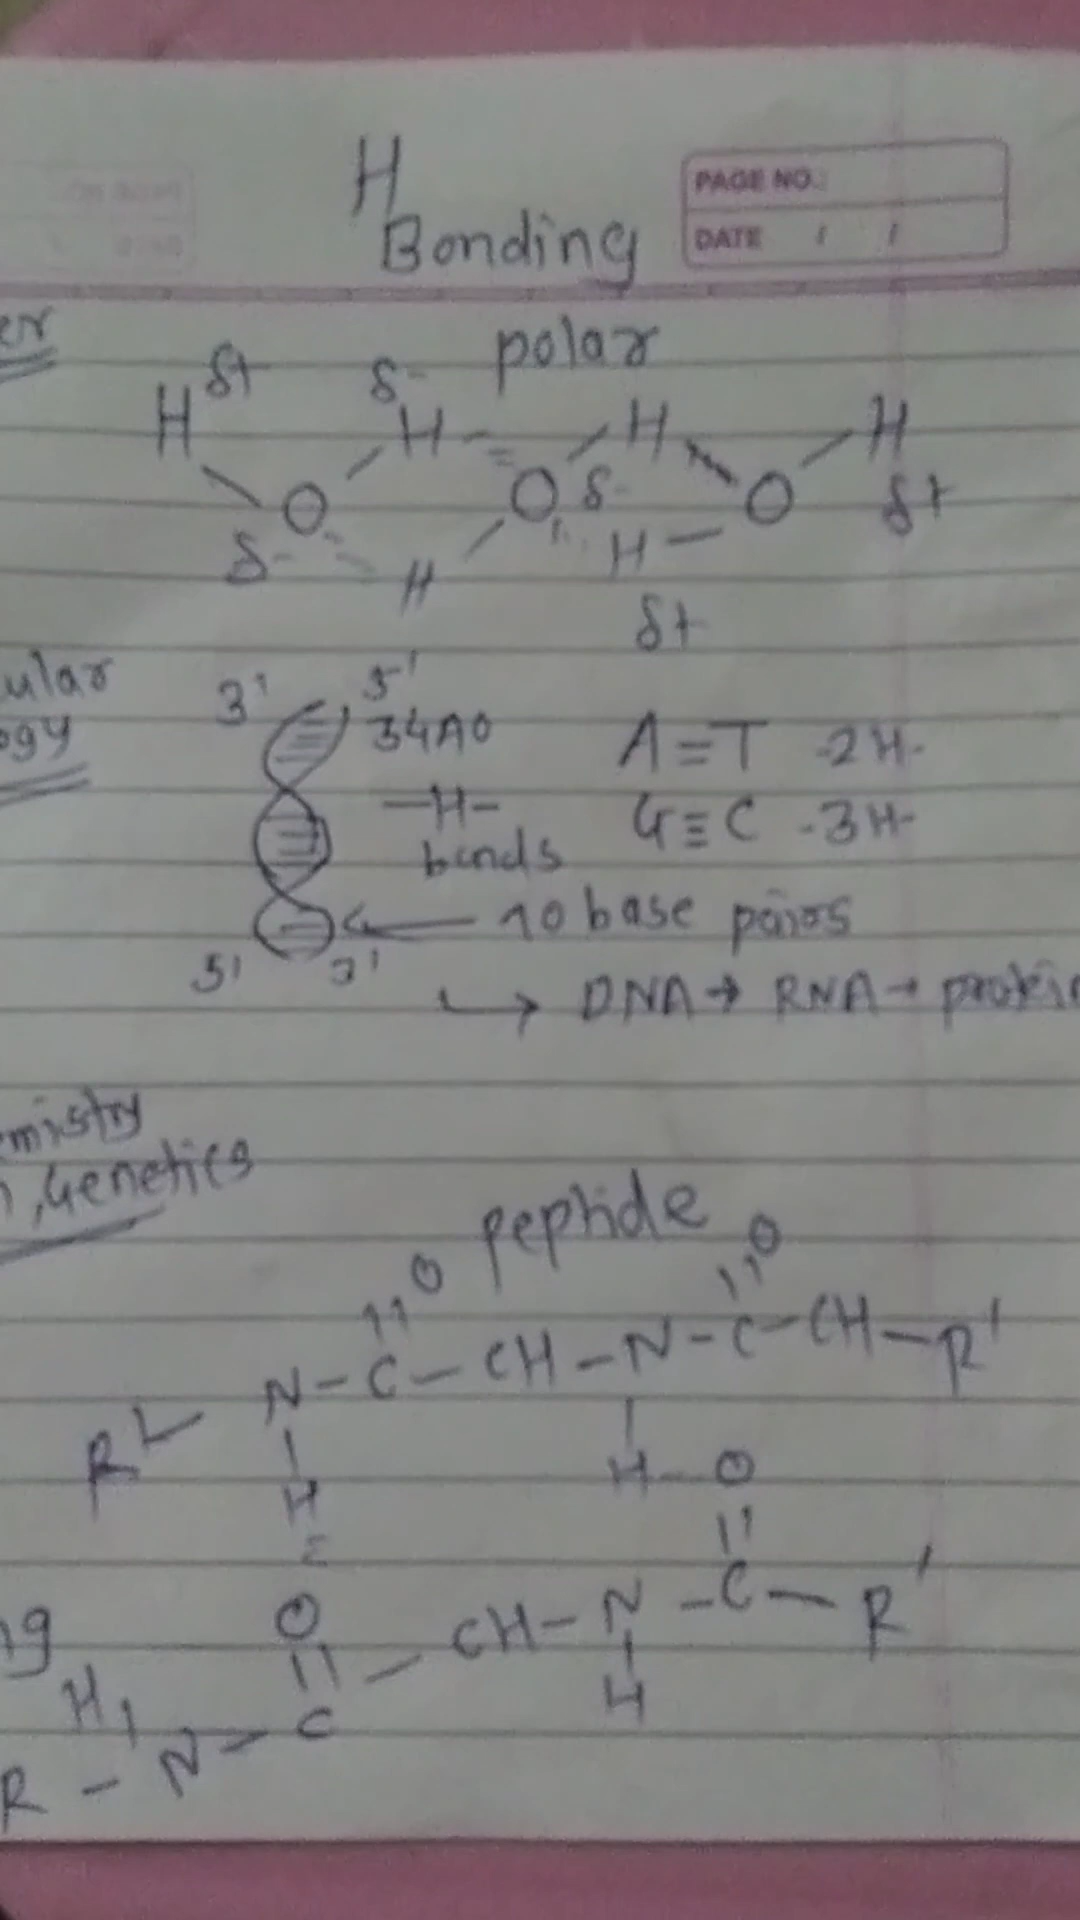 H
Bonding
PAGE NO.:
DATE / /
er
polar
H δ+ δ- H H H
O O δ- O δ+
δ- H H
δ+
ular
ogy
3' 5'
34A0 A=T -2H-
-H- G≡C -3H-
bonds
10 base pairs
5' 3'
→ DNA → RNA → protein
mistry
, Genetics
peptide
O O
N-C-CH-N-C-CH-R'
R
H H O
O CH-N-C-R'
ng
H H
R-N-C